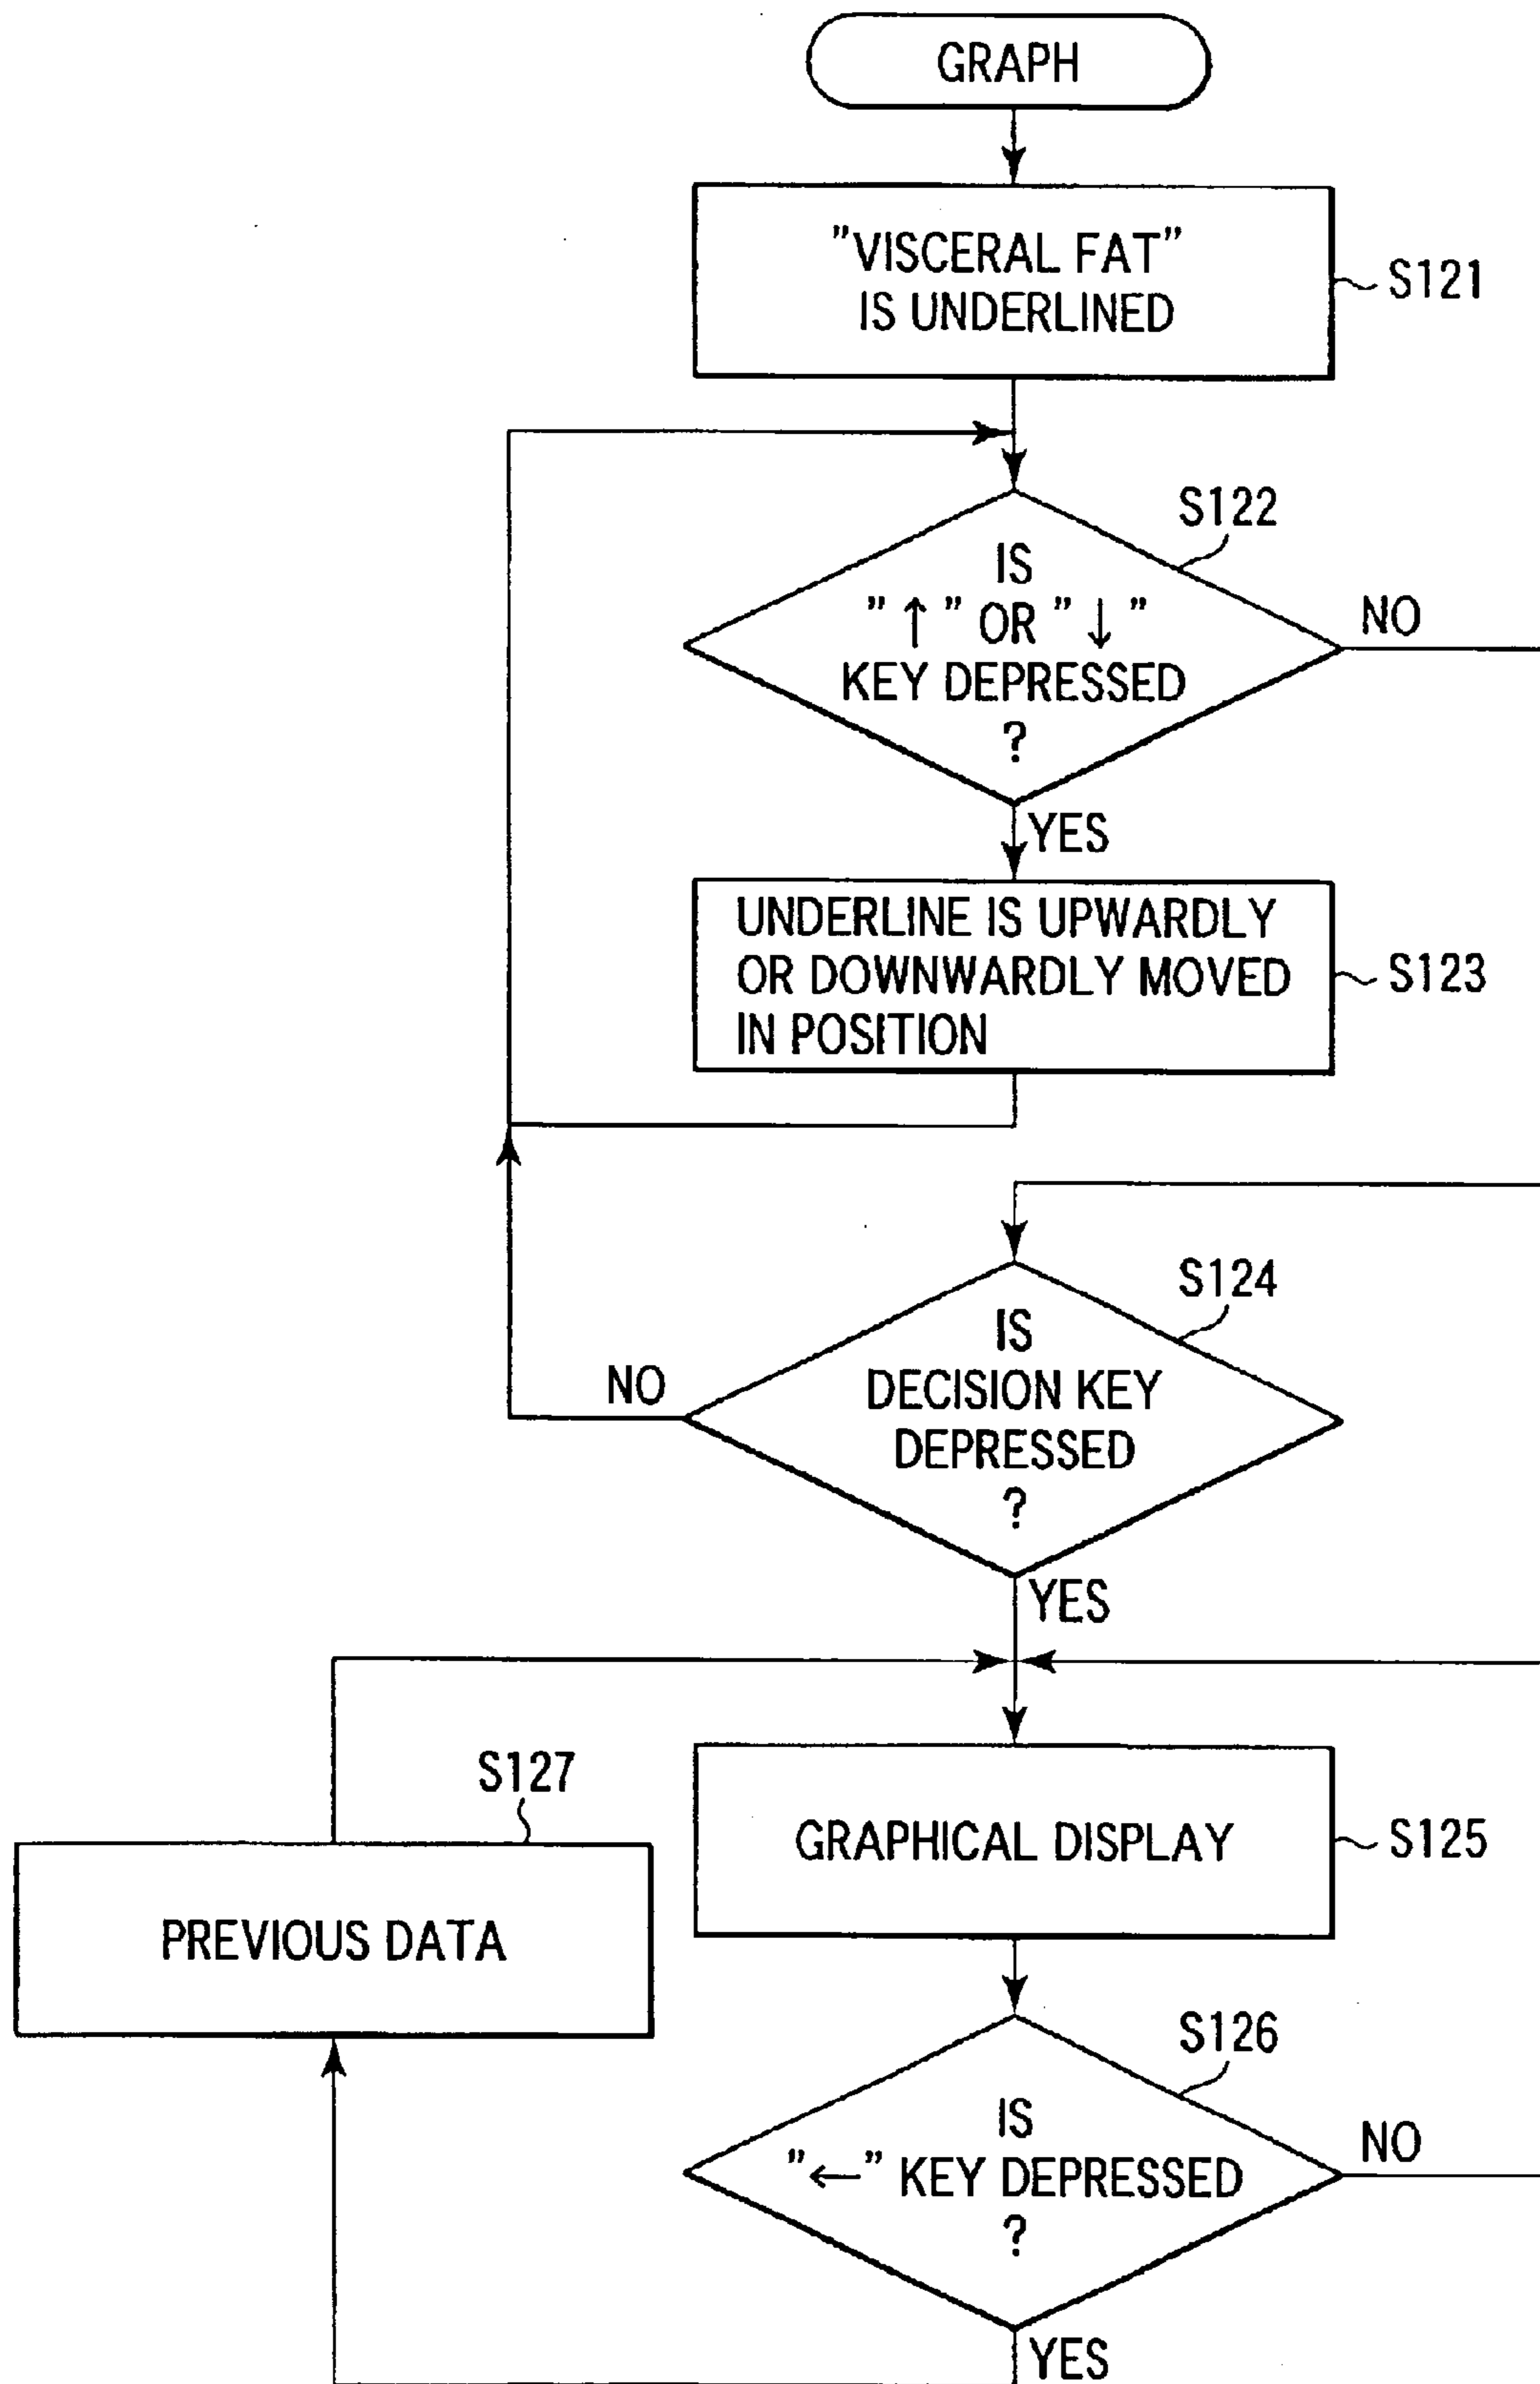 GRAPH
"VISCERAL FAT"
IS UNDERLINED
S121
S122
IS
"↑" OR "↓"
KEY DEPRESSED
?
NO
YES
UNDERLINE IS UPWARDLY
OR DOWNWARDLY MOVED
IN POSITION
S123
S124
IS
DECISION KEY
DEPRESSED
?
NO
YES
S127
PREVIOUS DATA
GRAPHICAL DISPLAY
S125
S126
IS
"←" KEY DEPRESSED
?
NO
YES